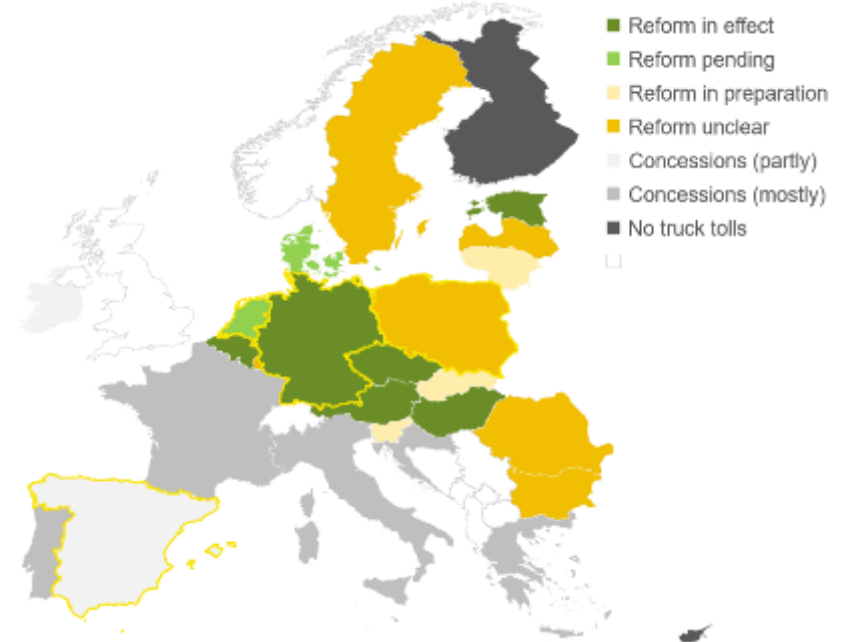 Reform in effect
Reform pending
Reform in preparation
Reform unclear
Concessions (partly)
Concessions (mostly)
No truck tolls